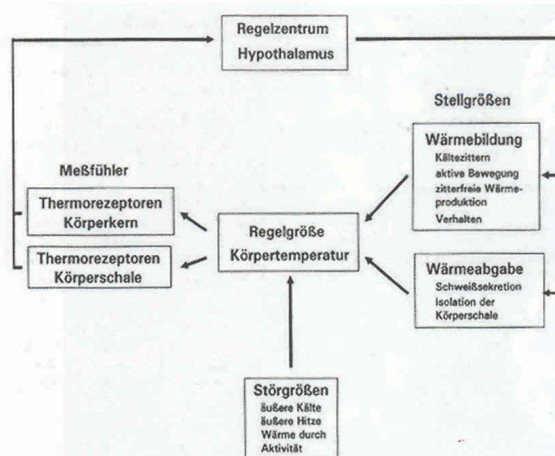 Regelzentrum
Hypothalamus
Stellgrößen
Wärmebildung
Kältezittern
aktive Bewegung
zitterfreie Wärme-
produktion
Verhalten
Meßfühler
Thermorezeptoren
Körperkern
Thermorezeptoren
Körperschale
Regelgröße
Körpertemperatur
Wärmeabgabe
Schweißsekretion
Isolation der
Körperschale
Störgrößen
äußere Kälte
äußere Hitze
Wärme durch
Aktivität